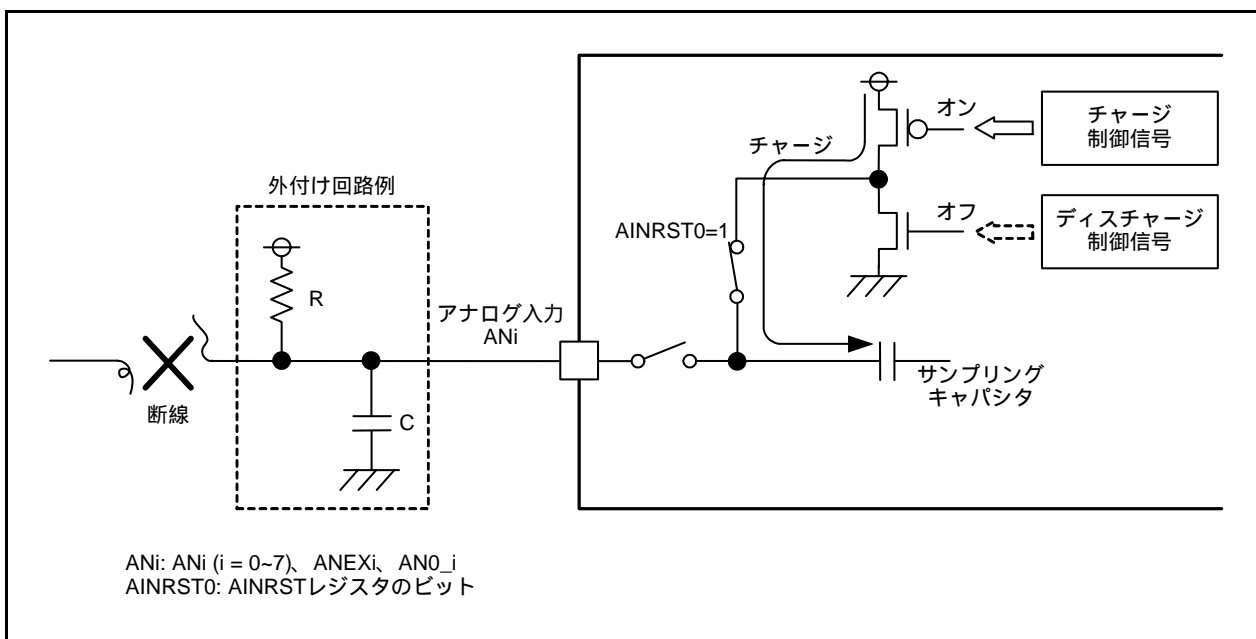 オン
チャージ
制御信号
チャージ
外付け回路例
オフ
ディスチャージ
制御信号
AINRST0=1
R
アナログ入力
ANi
サンプリング
キャパシタ
断線
C
ANi: ANi (i = 0~7)、ANEXi、AN0_i
AINRST0: AINRSTレジスタのビット